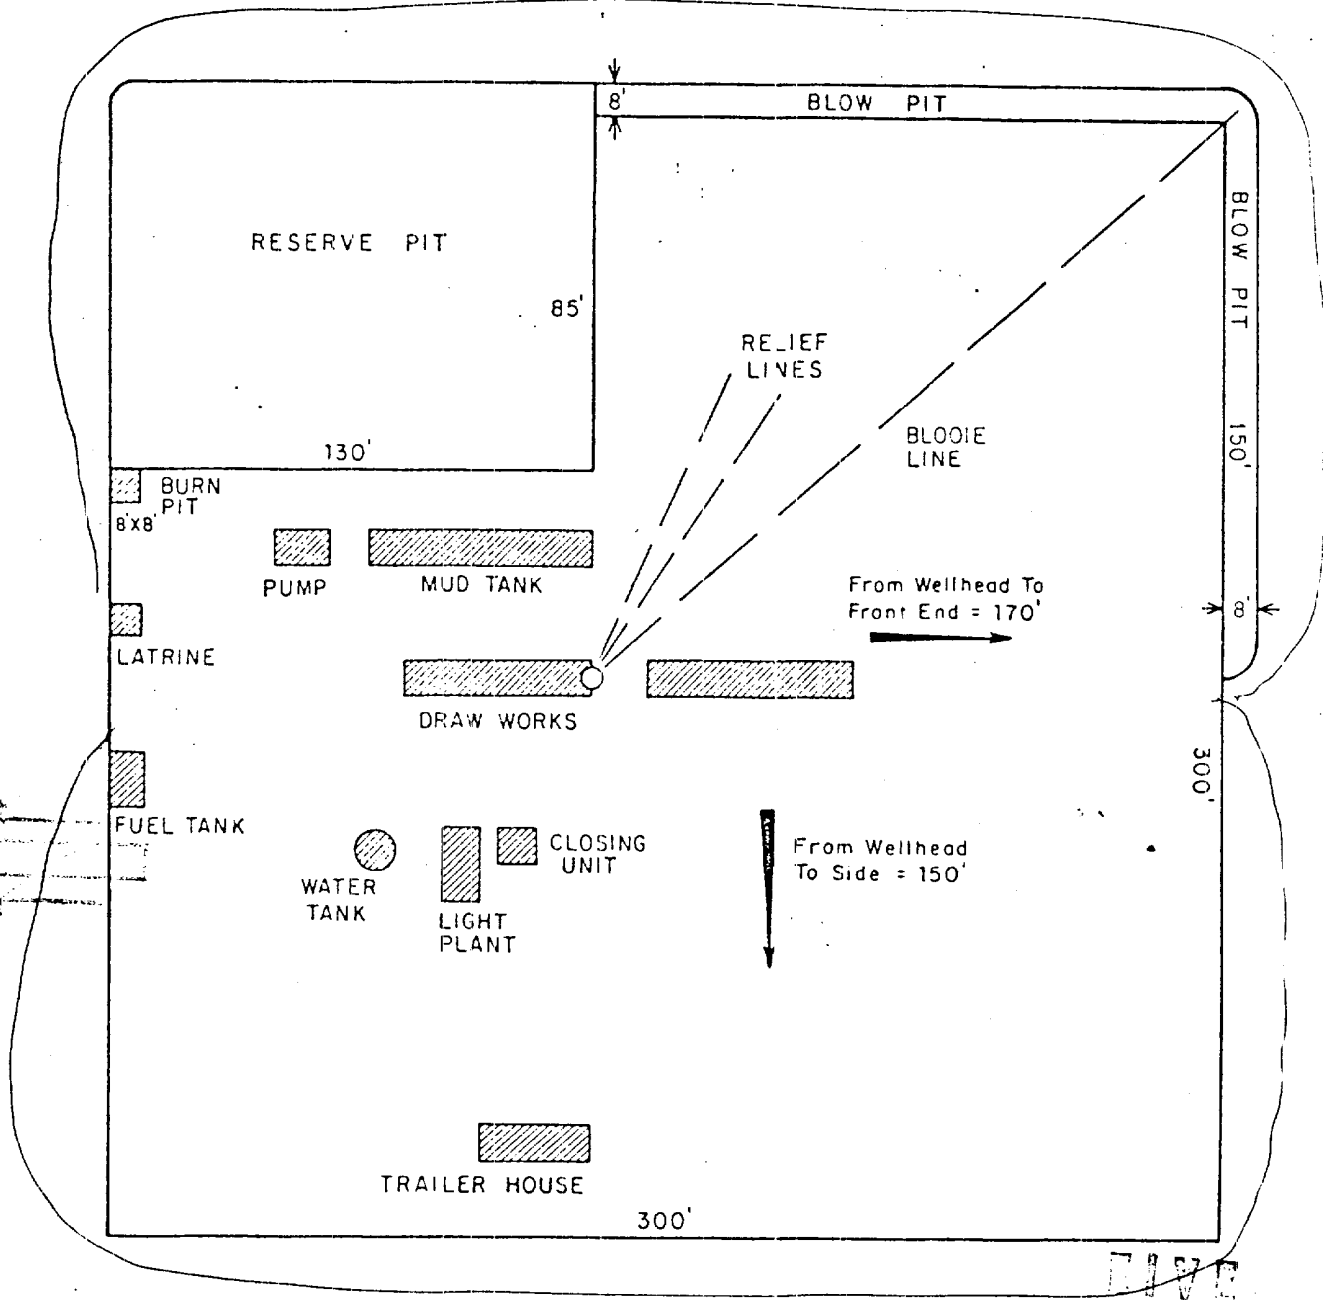 8'
BLOW PIT
BLOW PIT
RESERVE PIT
85'
RELIEF
LINES
BLOOIE
LINE
150'
130'
BURN
PIT
8'X8'
PUMP
MUD TANK
From Wellhead To
Front End = 170'
8'
LATRINE
DRAW WORKS
300'
FUEL TANK
CLOSING
UNIT
From Wellhead
To Side = 150'
WATER
TANK
LIGHT
PLANT
TRAILER HOUSE
300'